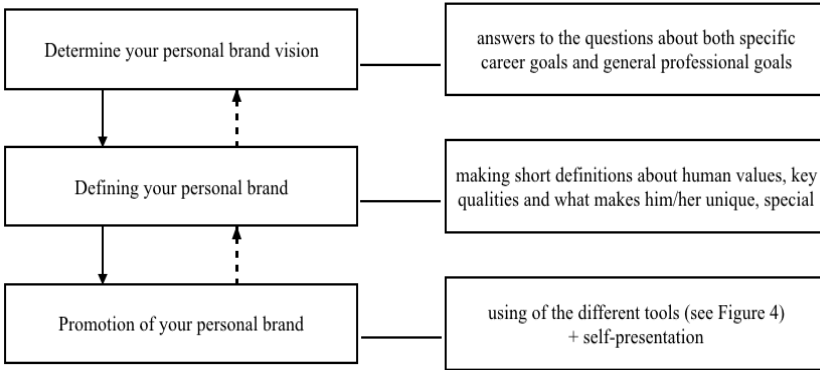 Determine your personal brand vision
answers to the questions about both specific
career goals and general professional goals
Defining your personal brand
making short definitions about human values, key
qualities and what makes him/her unique, special
Promotion of your personal brand
using of the different tools (see Figure 4)
+ self-presentation